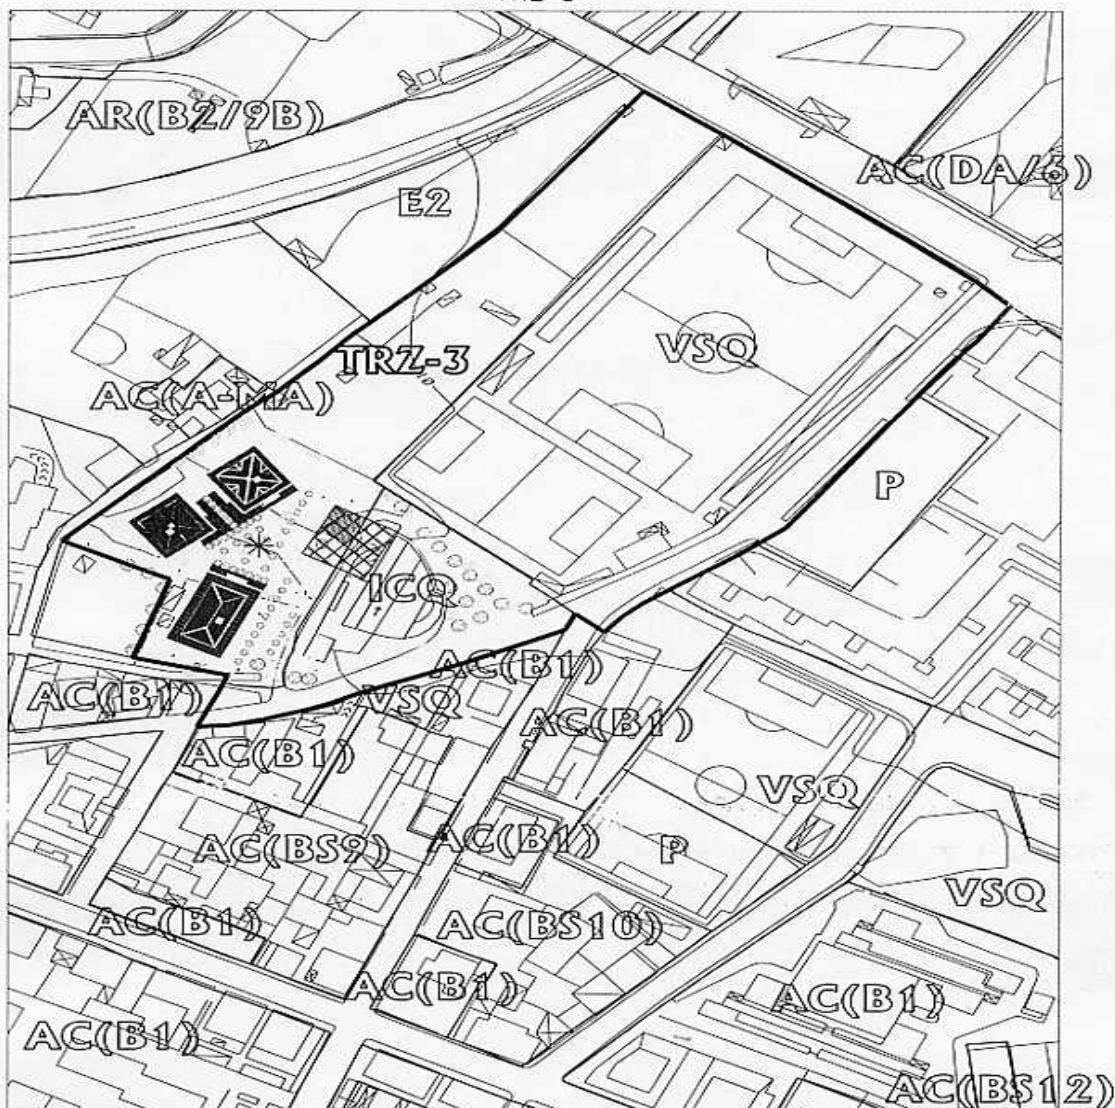 AR(B2/9B)
AC(DA/6)
E2
VSQ
TRZ-3
AC(A-MA)
P
ICQ
AC(B1)
AC(B1)
VSQ
AC(B1)
AC(B1)
VSQ
AC(BS9)
AC(B1)
P
VSQ
AC(B1)
AC(BS10)
AC(B1)
AC(B1)
AC(B1)
AC(BS12)